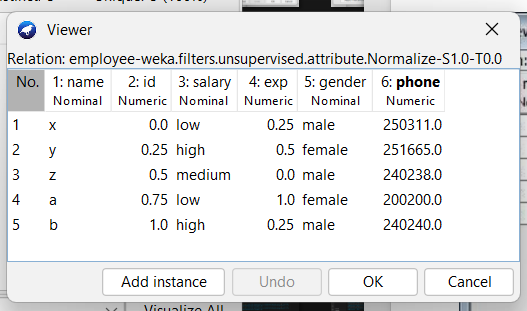 Viewer
Relation: employee-weka.filters.unsupervised.attribute.Normalize-S1.0-T0.0
No. 1: name 2: id 3: salary 4: exp 5: gender 6: phone
Nominal Numeric Nominal Numeric Nominal Numeric
1 x 0.0 low 0.25 male 250311.0
2 y 0.25 high 0.5 female 251665.0
3 z 0.5 medium 0.0 male 240238.0
4 a 0.75 low 1.0 female 200200.0
5 b 1.0 high 0.25 male 240240.0
Add instance Undo OK Cancel
Visualize All